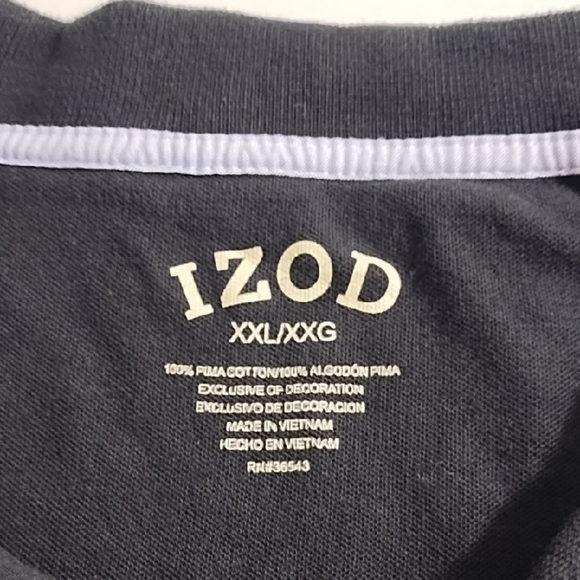 IZOD
XXL/XXG
100% PIMA COTTON/100% ALGODÓN PIMA
EXCLUSIVE OF DECORATION
EXCLUSIVO DE DECORACION
MADE IN VIETNAM
HECHO EN VIETNAM
RN#36543